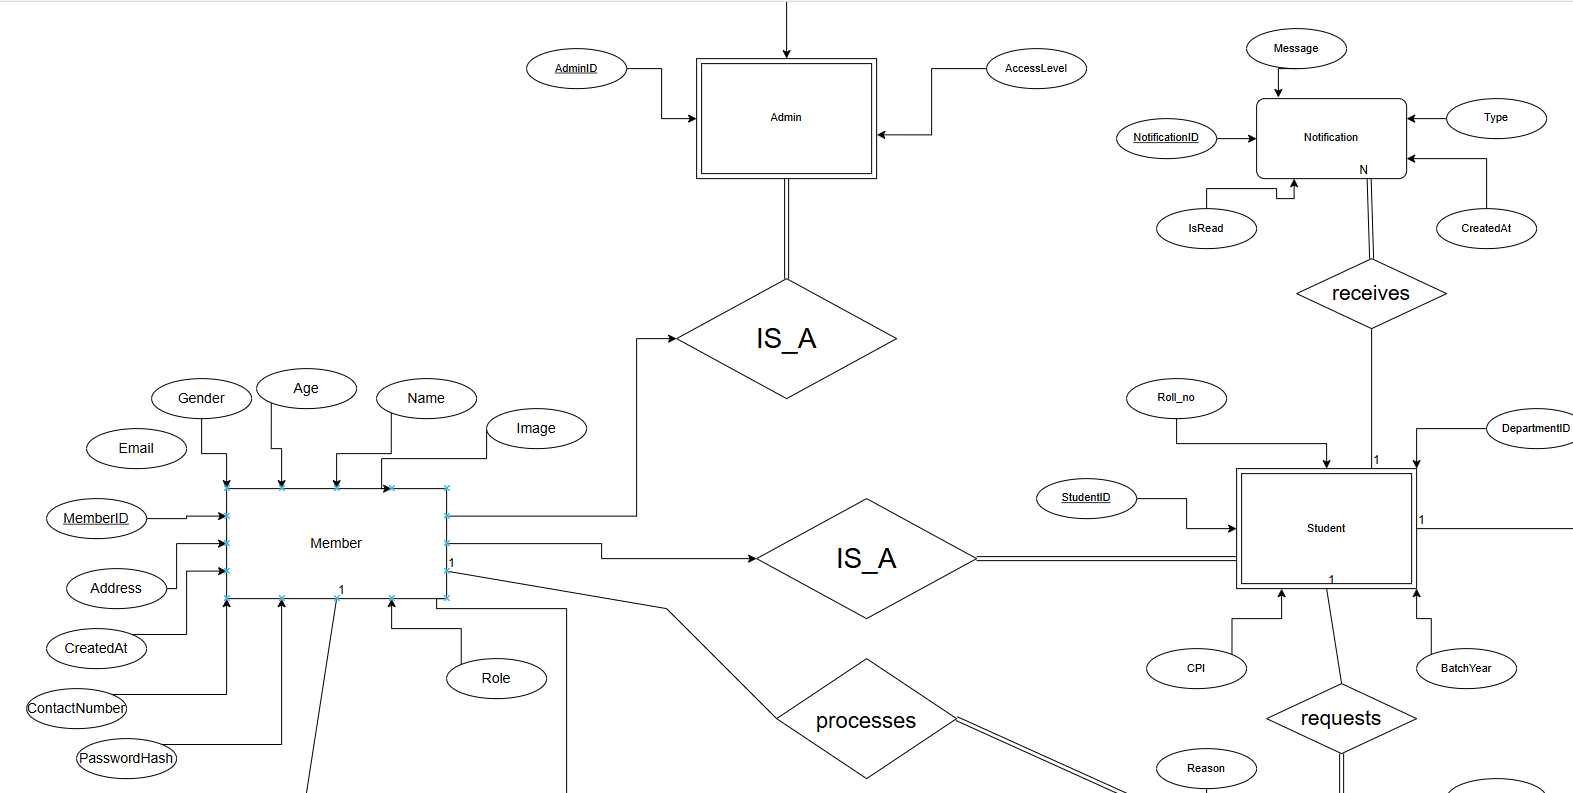 Message
AdminID
AccessLevel
Admin
Type
NotificationID
Notification
N
IsRead
CreatedAt
receives
IS_A
Gender
Age
Name
Image
Email
Roll_no
DepartmentID
1
MemberID
Member
StudentID
Student
1
IS_A
1
1
Address
1
CreatedAt
Role
CPI
BatchYear
ContactNumber
processes
requests
PasswordHash
Reason